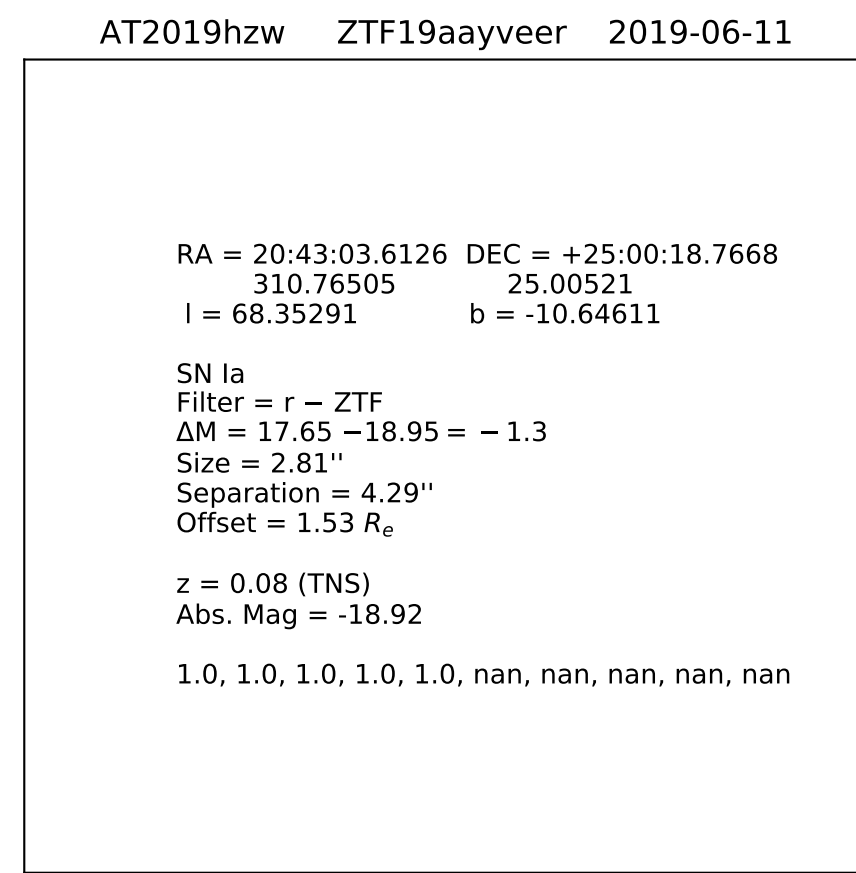 AT2019hzw ZTF19aayveer 2019-06-11
RA = 20:43:03.6126 DEC = +25:00:18.7668
310.76505 25.00521
l = 68.35291 b = -10.64611
SN Ia
Filter = r − ZTF
ΔM = 17.65 −18.95 = − 1.3
Size = 2.81''
Separation = 4.29''
Offset = 1.53 Rₑ
z = 0.08 (TNS)
Abs. Mag = -18.92
1.0, 1.0, 1.0, 1.0, 1.0, nan, nan, nan, nan, nan